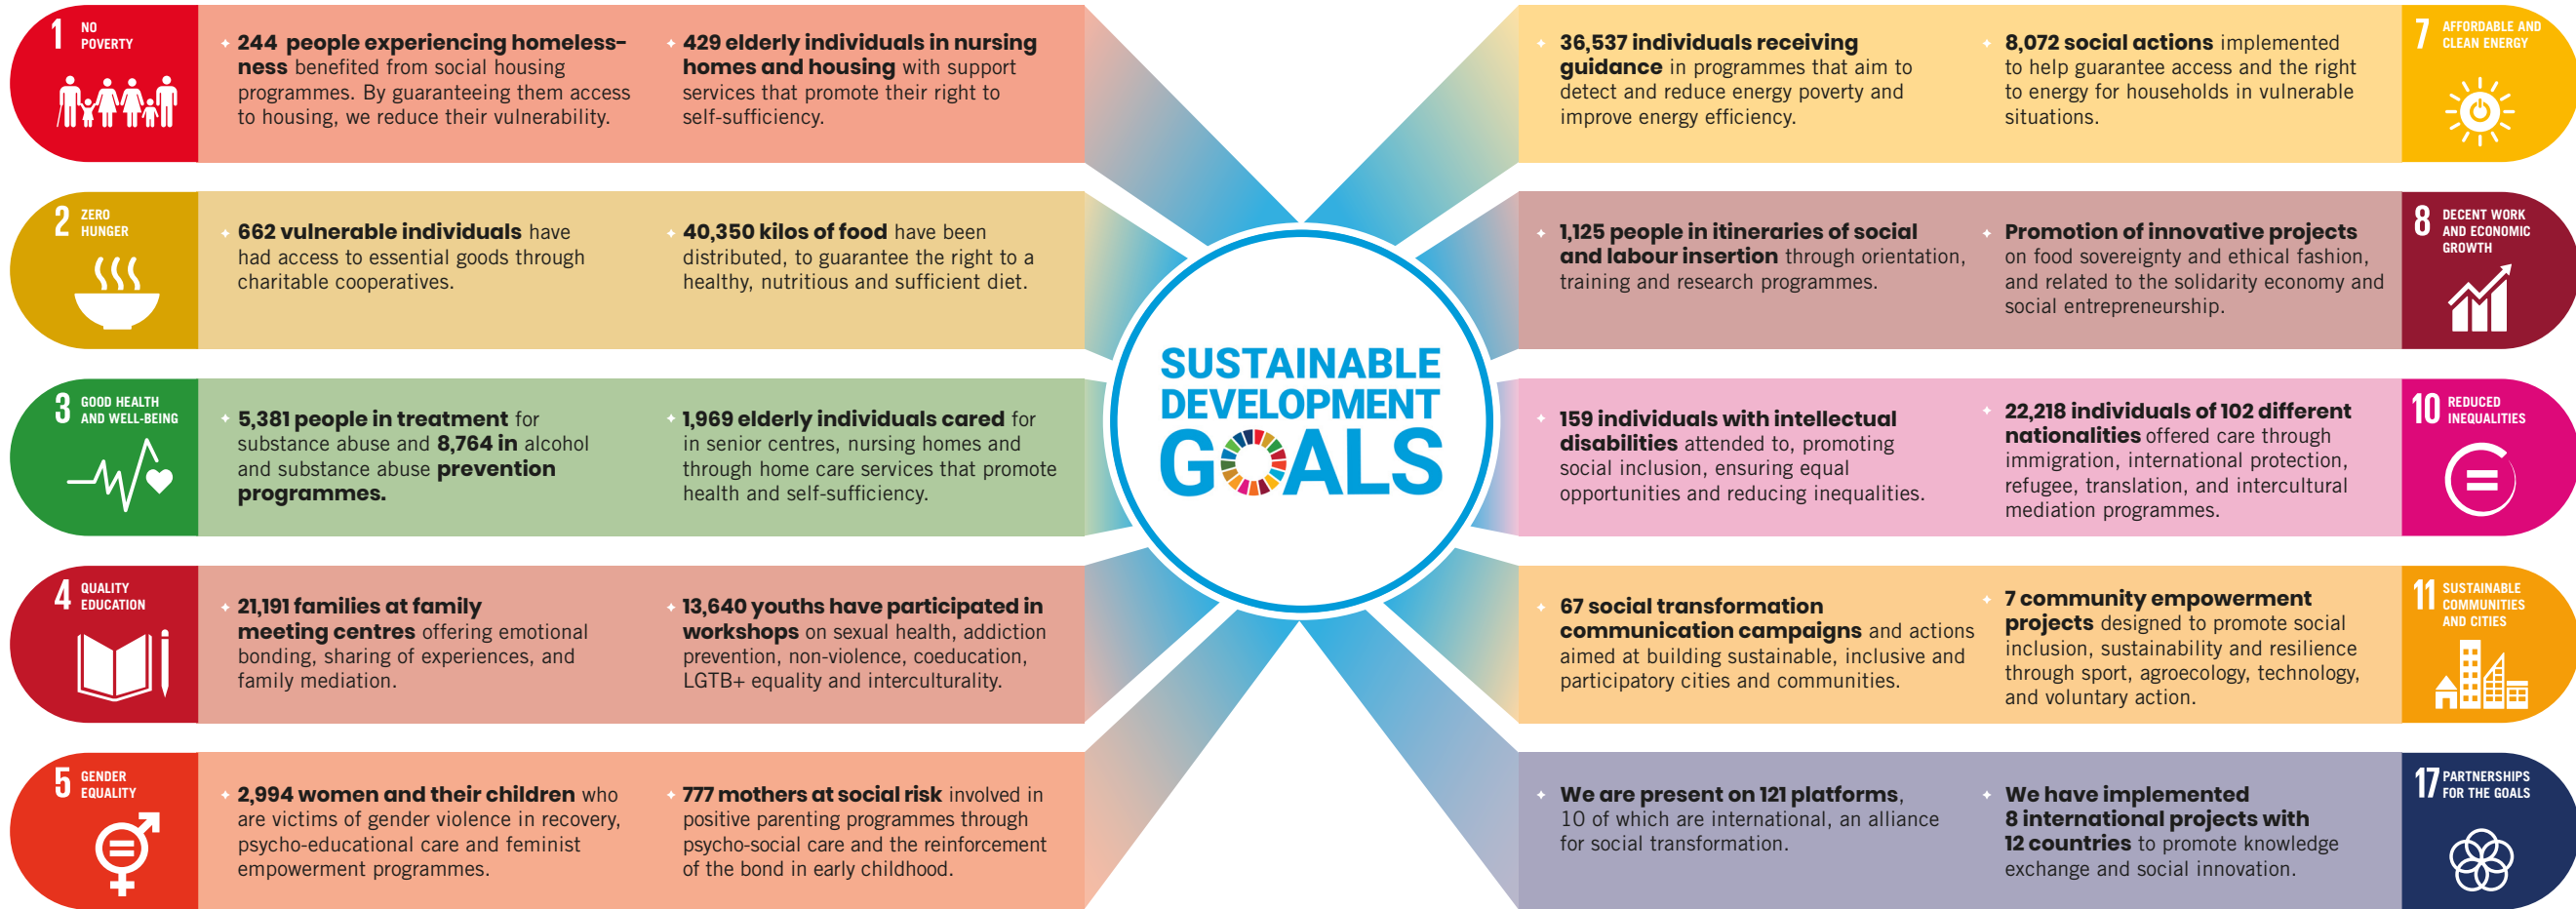 1 NO
POVERTY
244 people experiencing homeless-
ness benefited from social housing
programmes. By guaranteeing them access
to housing, we reduce their vulnerability.
429 elderly individuals in nursing
homes and housing with support
services that promote their right to
self-sufficiency.
2 ZERO
HUNGER
662 vulnerable individuals have
had access to essential goods through
charitable cooperatives.
40,350 kilos of food have been
distributed, to guarantee the right to a
healthy, nutritious and sufficient diet.
3 GOOD HEALTH
AND WELL-BEING
5,381 people in treatment for
substance abuse and 8,764 in alcohol
and substance abuse prevention
programmes.
1,969 elderly individuals cared for
in senior centres, nursing homes and
through home care services that promote
health and self-sufficiency.
4 QUALITY
EDUCATION
21,191 families at family
meeting centres offering emotional
bonding, sharing of experiences, and
family mediation.
13,640 youths have participated in
workshops on sexual health, addiction
prevention, non-violence, coeducation,
LGTB+ equality and interculturality.
5 GENDER
EQUALITY
2,994 women and their children who
are victims of gender violence in recovery,
psycho-educational care and feminist
empowerment programmes.
777 mothers at social risk involved in
positive parenting programmes through
psycho-social care and the reinforcement
of the bond in early childhood.
SUSTAINABLE
DEVELOPMENT
GOALS
36,537 individuals receiving
guidance in programmes that aim to
detect and reduce energy poverty and
improve energy efficiency.
8,072 social actions implemented
to help guarantee access and the right
to energy for households in vulnerable
situations.
7 AFFORDABLE AND
CLEAN ENERGY
1,125 people in itineraries of social
and labour insertion through orientation,
training and research programmes.
Promotion of innovative projects
on food sovereignty and ethical fashion,
and related to the solidarity economy and
social entrepreneurship.
8 DECENT WORK
AND ECONOMIC
GROWTH
159 individuals with intellectual
disabilities attended to, promoting
social inclusion, ensuring equal
opportunities and reducing inequalities.
22,218 individuals of 102 different
nationalities offered care through
immigration, international protection,
refugee, translation, and intercultural
mediation programmes.
10 REDUCED
INEQUALITIES
67 social transformation
communication campaigns and actions
aimed at building sustainable, inclusive and
participatory cities and communities.
7 community empowerment
projects designed to promote social
inclusion, sustainability and resilience
through sport, agroecology, technology,
and voluntary action.
11 SUSTAINABLE
COMMUNITIES
AND CITIES
We are present on 121 platforms,
10 of which are international, an alliance
for social transformation.
We have implemented
8 international projects with
12 countries to promote knowledge
exchange and social innovation.
17 PARTNERSHIPS
FOR THE GOALS